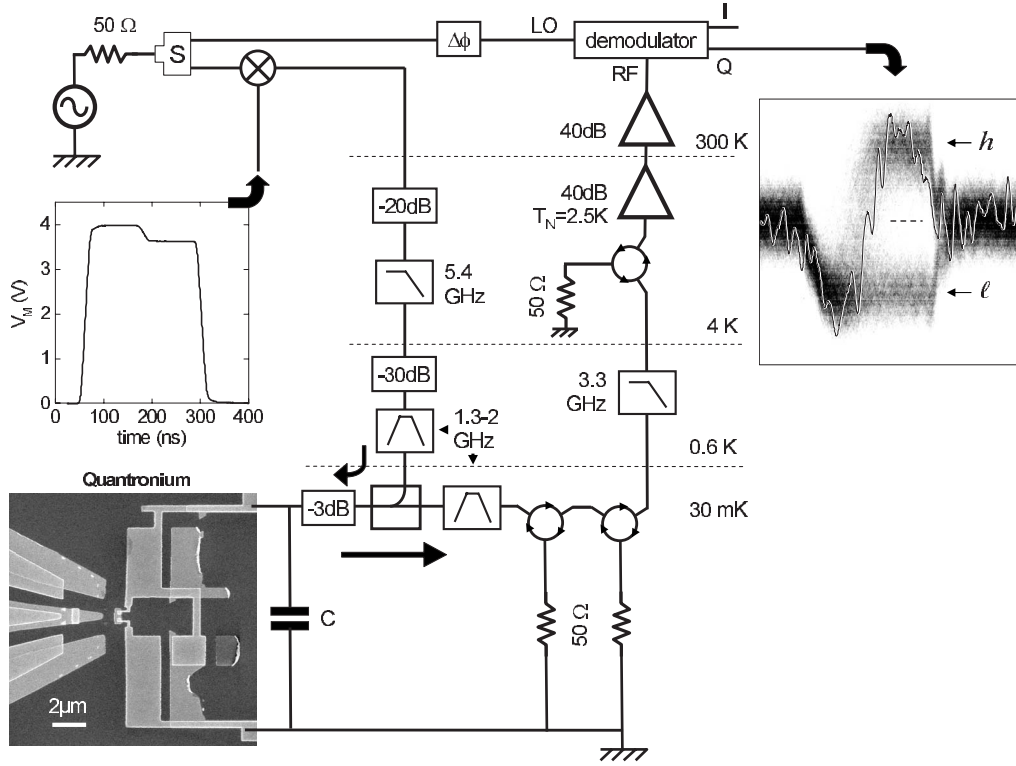 50 Ω
S
Δϕ
LO
demodulator
I
Q
RF
40dB
300 K
h
-20dB
40dB
T_N=2.5K
5.4
GHz
50 Ω
ℓ
4 K
4
3
2
1
0
V_M (V)
0 100 200 300 400
time (ns)
-30dB
3.3
GHz
1.3-2
GHz
0.6 K
Quantronium
-3dB
30 mK
C
50 Ω
2μm